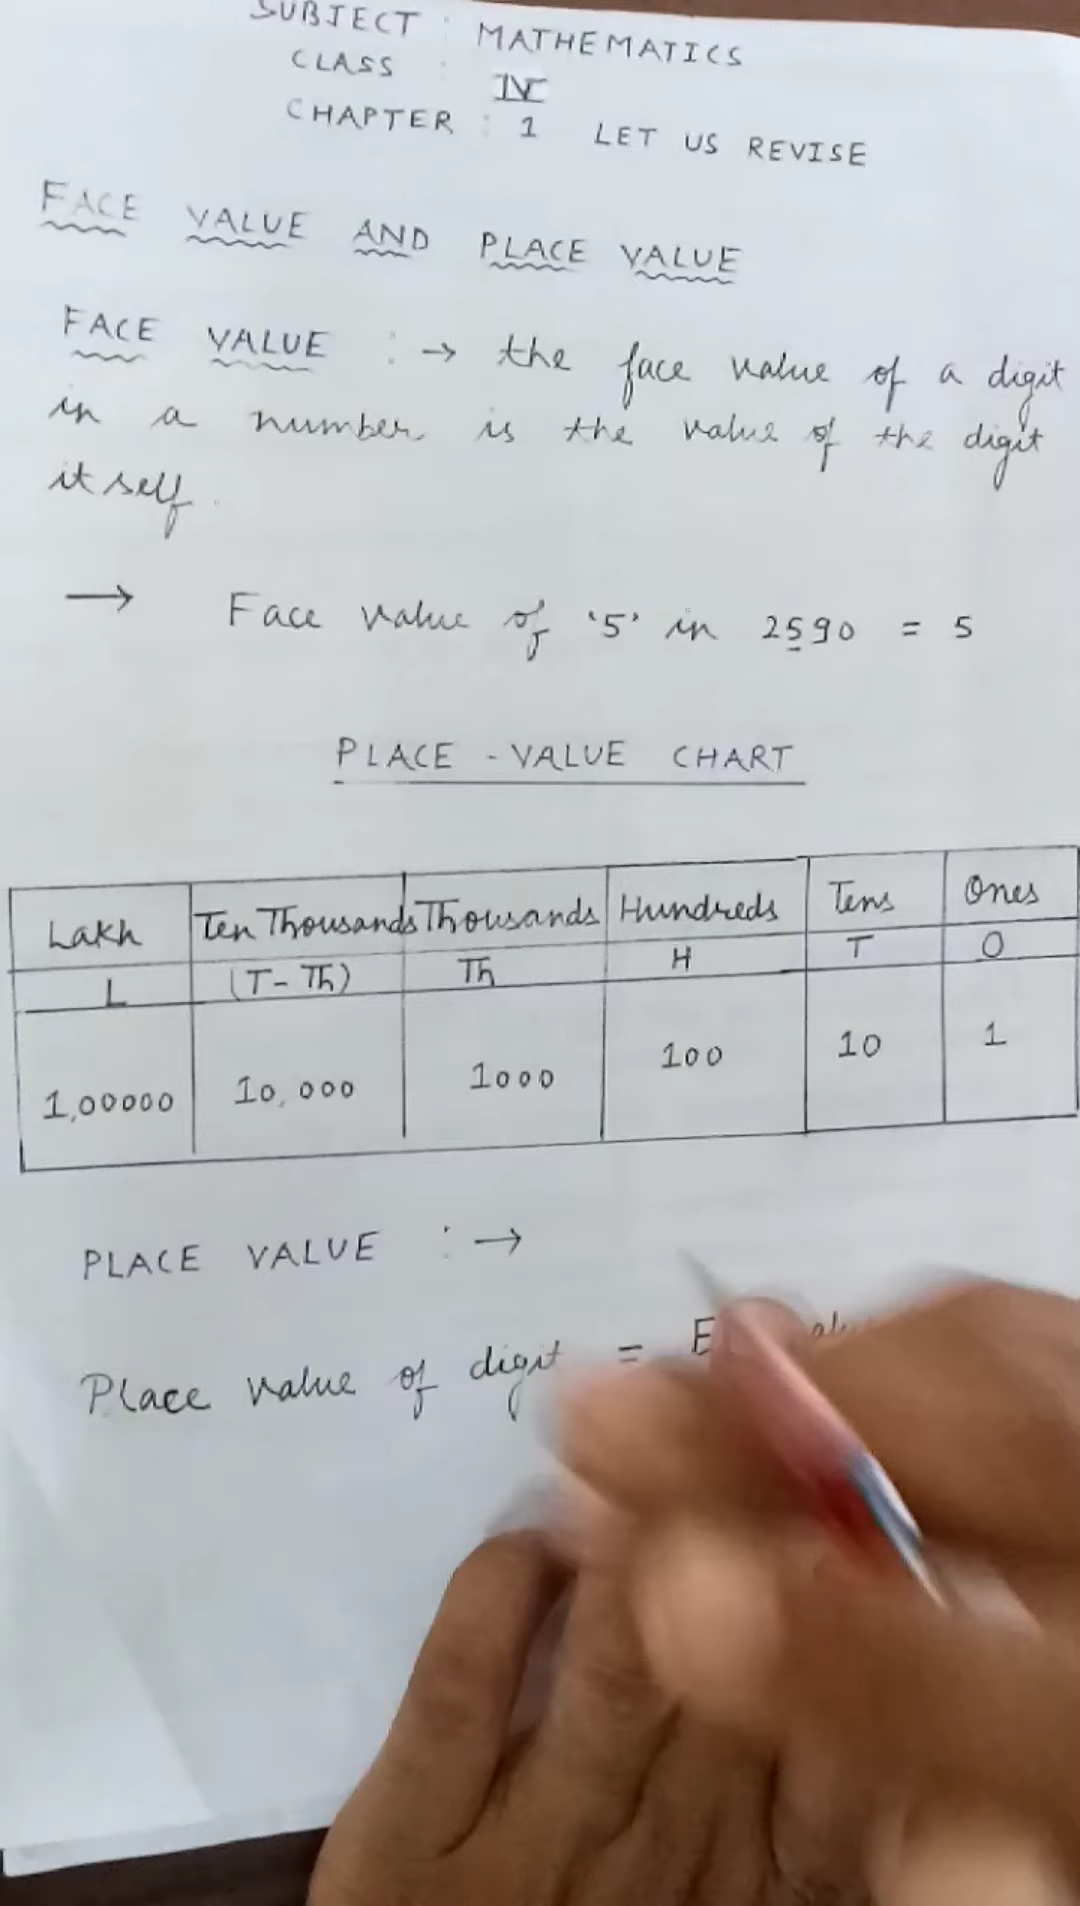 SUBJECT : MATHEMATICS
CLASS : IV
CHAPTER : 1 LET US REVISE
FACE VALUE AND PLACE VALUE
FACE VALUE : → the face value of a digit
in a number is the value of the digit
itself.
→ Face value of '5' in 2590 = 5
PLACE - VALUE CHART
Lakh Ten Thousands Thousands Hundreds Tens Ones
L (T-Th) Th H T O
1,00000 10,000 1000 100 10 1
PLACE VALUE : →
Place value of digit =